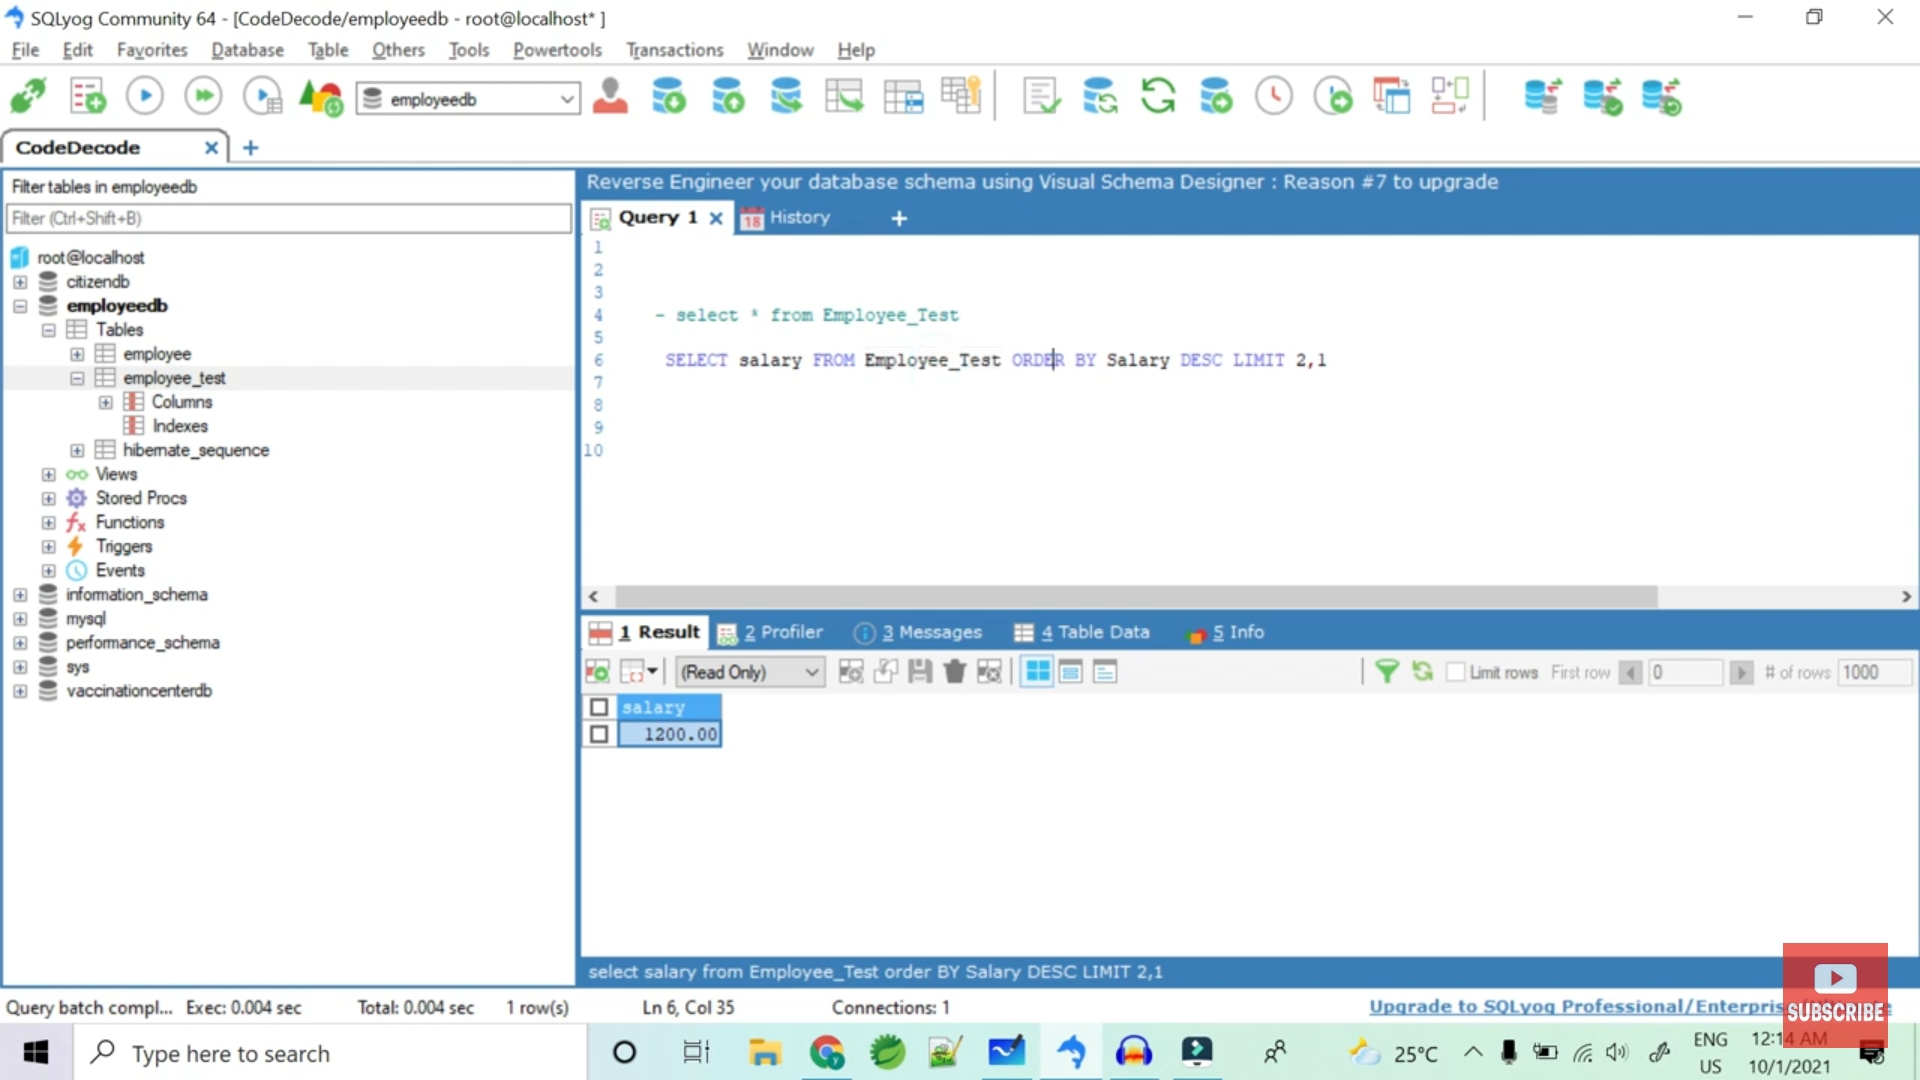 SQLyog Community 64 - [CodeDecode/employeedb - root@localhost* ]
File Edit Favorites Database Table Others Tools Powertools Transactions Window Help
employeedb
CodeDecode
Filter tables in employeedb
Filter (Ctrl+Shift+B)
root@localhost
citizendb
employeedb
Tables
employee
employee_test
Columns
Indexes
hibernate_sequence
Views
Stored Procs
Functions
Triggers
Events
information_schema
mysql
performance_schema
sys
vaccinationcenterdb
Reverse Engineer your database schema using Visual Schema Designer : Reason #7 to upgrade
Query 1 18 History
1
2
3
4 - select * from Employee_Test
5
6 SELECT salary FROM Employee_Test ORDER BY Salary DESC LIMIT 2,1
7
8
9
10
1 Result 2 Profiler 3 Messages 4 Table Data 5 Info
(Read Only) Limit rows First row 0 # of rows 1000
salary
1200.00
select salary from Employee_Test order BY Salary DESC LIMIT 2,1
Query batch compl... Exec: 0.004 sec Total: 0.004 sec 1 row(s) Ln 6, Col 35 Connections: 1 Upgrade to SQLyog Professional/Enterpris
SUBSCRIBE
Type here to search 25°C ENG US 12:14 AM 10/1/2021